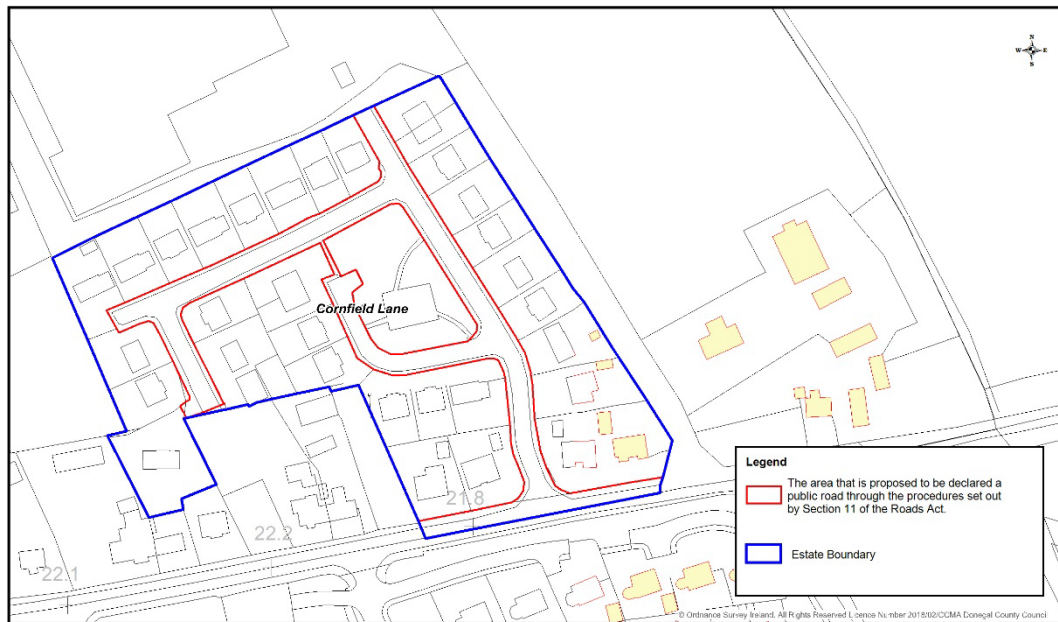 N
W E
S
Cornfield Lane
21.8
22.2
22.1
Legend
The area that is proposed to be declared a
public road through the procedures set out
by Section 11 of the Roads Act.
Estate Boundary
© Ordnance Survey Ireland. All Rights Reserved Licence Number 2018/02/CCMA Donegal County Council